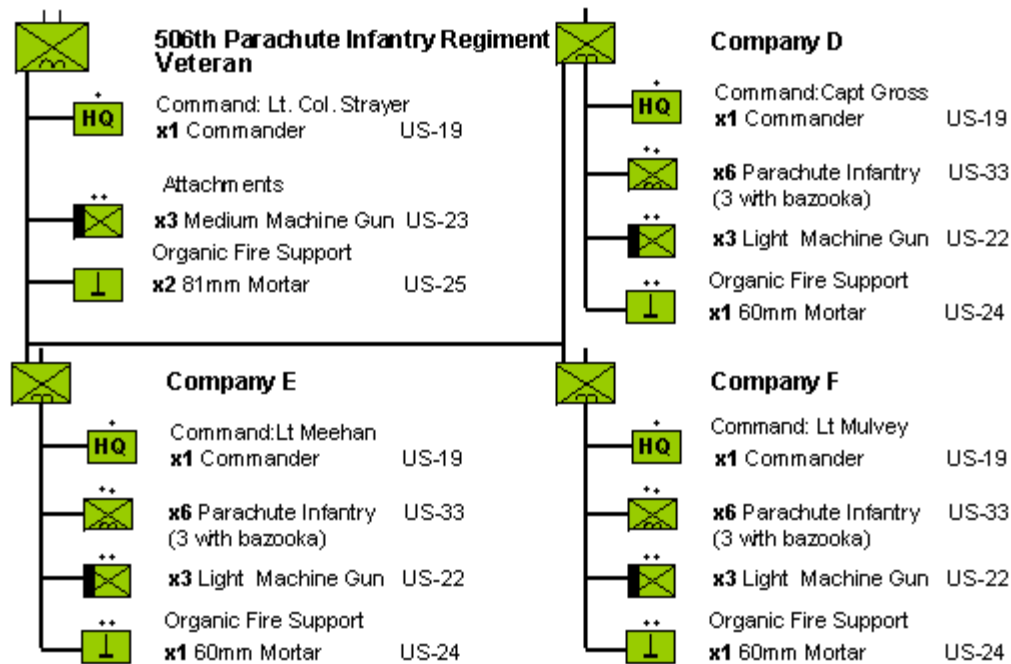 506th Parachute Infantry Regiment
Veteran
HQ
Command: Lt. Col. Strayer
x1 Commander US-19
Attachments
x3 Medium Machine Gun US-23
Organic Fire Support
x2 81mm Mortar US-25
Company D
HQ
Command:Capt Gross
x1 Commander US-19
x6 Parachute Infantry US-33
(3 with bazooka)
x3 Light Machine Gun US-22
Organic Fire Support
x1 60mm Mortar US-24
Company E
HQ
Command:Lt Meehan
x1 Commander US-19
x6 Parachute Infantry US-33
(3 with bazooka)
x3 Light Machine Gun US-22
Organic Fire Support
x1 60mm Mortar US-24
Company F
HQ
Command: Lt Mulvey
x1 Commander US-19
x6 Parachute Infantry US-33
(3 with bazooka)
x3 Light Machine Gun US-22
Organic Fire Support
x1 60mm Mortar US-24